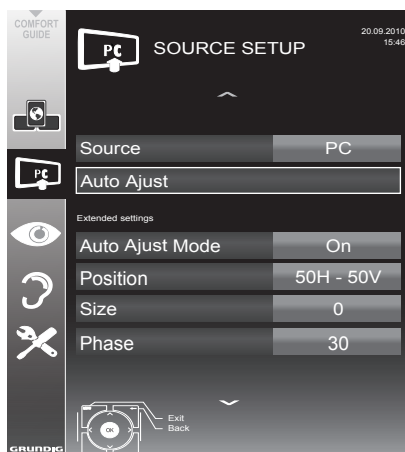 COMFORT
GUIDE
PC
SOURCE SETUP
20.09.2010
15:46
Source PC
PC
Auto Ajust
Extended settings
Auto Ajust Mode On
Position 50H - 50V
Size 0
Phase 30
Exit
OK
Back
GRUNDIG